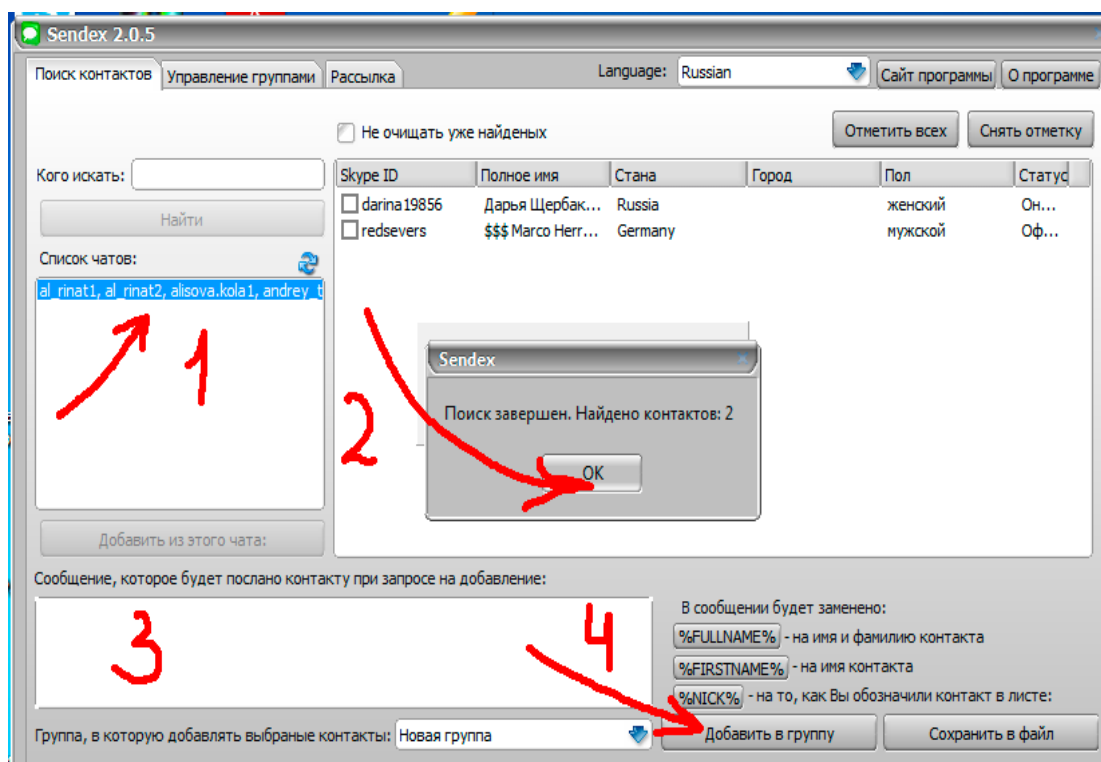 Sendex 2.0.5
Поиск контактов Управление группами Рассылка Language: Russian Сайт программы О программе
Не очищать уже найденых Отметить всех Снять отметку
Кого искать:
Найти
Skype ID Полное имя Стана Город Пол Статус
darina19856 Дарья Щербак... Russia женский Он...
redsevers $$$ Marco Herr... Germany мужской Оф...
Список чатов:
al_rinat1, al_rinat2, alisova.kola1, andrey_t
1
2
Sendex
Поиск завершен. Найдено контактов: 2
OK
Добавить из этого чата:
Сообщение, которое будет послано контакту при запросе на добавление:
3
4
В сообщении будет заменено:
%FULLNAME% - на имя и фамилию контакта
%FIRSTNAME% - на имя контакта
%NICK% - на то, как Вы обозначили контакт в листе:
Группа, в которую добавлять выбраные контакты: Новая группа Добавить в группу Сохранить в файл